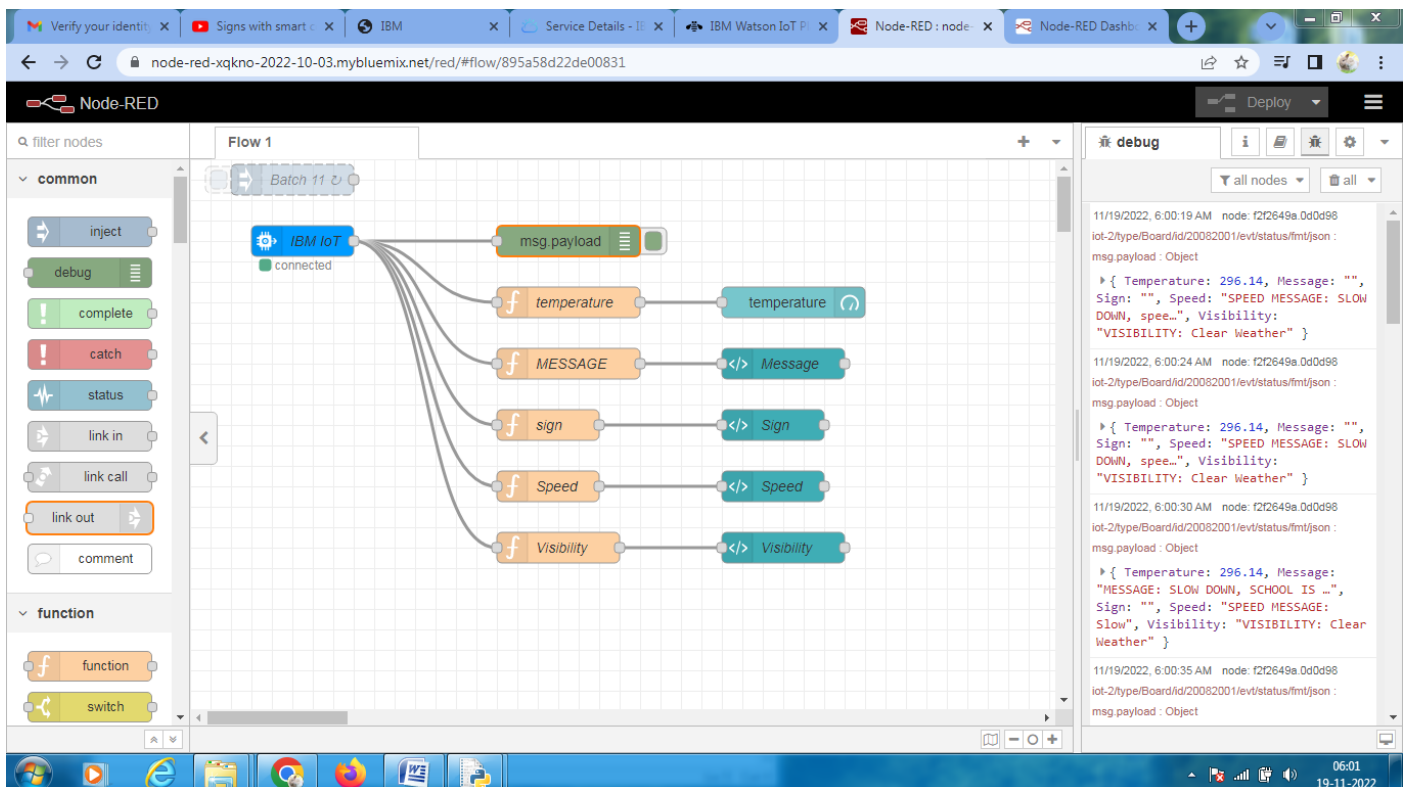 Verify your identity
Signs with smart c
IBM
Service Details - IB
IBM Watson IoT Pl
Node-RED : node-
Node-RED Dashbo
node-red-xqkno-2022-10-03.mybluemix.net/red/#flow/895a58d22de00831
Node-RED
Deploy
filter nodes
Flow 1
debug
i
all nodes
all
common
inject
debug
complete
catch
status
link in
link call
link out
comment
function
function
switch
Batch 11 ↻
IBM IoT
connected
msg.payload
temperature
temperature
MESSAGE
Message
sign
Sign
Speed
Speed
Visibility
Visibility
11/19/2022, 6:00:19 AM node: f2f2649a.0d0d98
iot-2/type/Board/id/20082001/evt/status/fmt/json :
msg.payload : Object
{ Temperature: 296.14, Message: "",
Sign: "", Speed: "SPEED MESSAGE: SLOW
DOWN, spee…", Visibility:
"VISIBILITY: Clear Weather" }
11/19/2022, 6:00:24 AM node: f2f2649a.0d0d98
iot-2/type/Board/id/20082001/evt/status/fmt/json :
msg.payload : Object
{ Temperature: 296.14, Message: "",
Sign: "", Speed: "SPEED MESSAGE: SLOW
DOWN, spee…", Visibility:
"VISIBILITY: Clear Weather" }
11/19/2022, 6:00:30 AM node: f2f2649a.0d0d98
iot-2/type/Board/id/20082001/evt/status/fmt/json :
msg.payload : Object
{ Temperature: 296.14, Message:
"MESSAGE: SLOW DOWN, SCHOOL IS …",
Sign: "", Speed: "SPEED MESSAGE:
Slow", Visibility: "VISIBILITY: Clear
Weather" }
11/19/2022, 6:00:35 AM node: f2f2649a.0d0d98
iot-2/type/Board/id/20082001/evt/status/fmt/json :
msg.payload : Object
06:01
19-11-2022